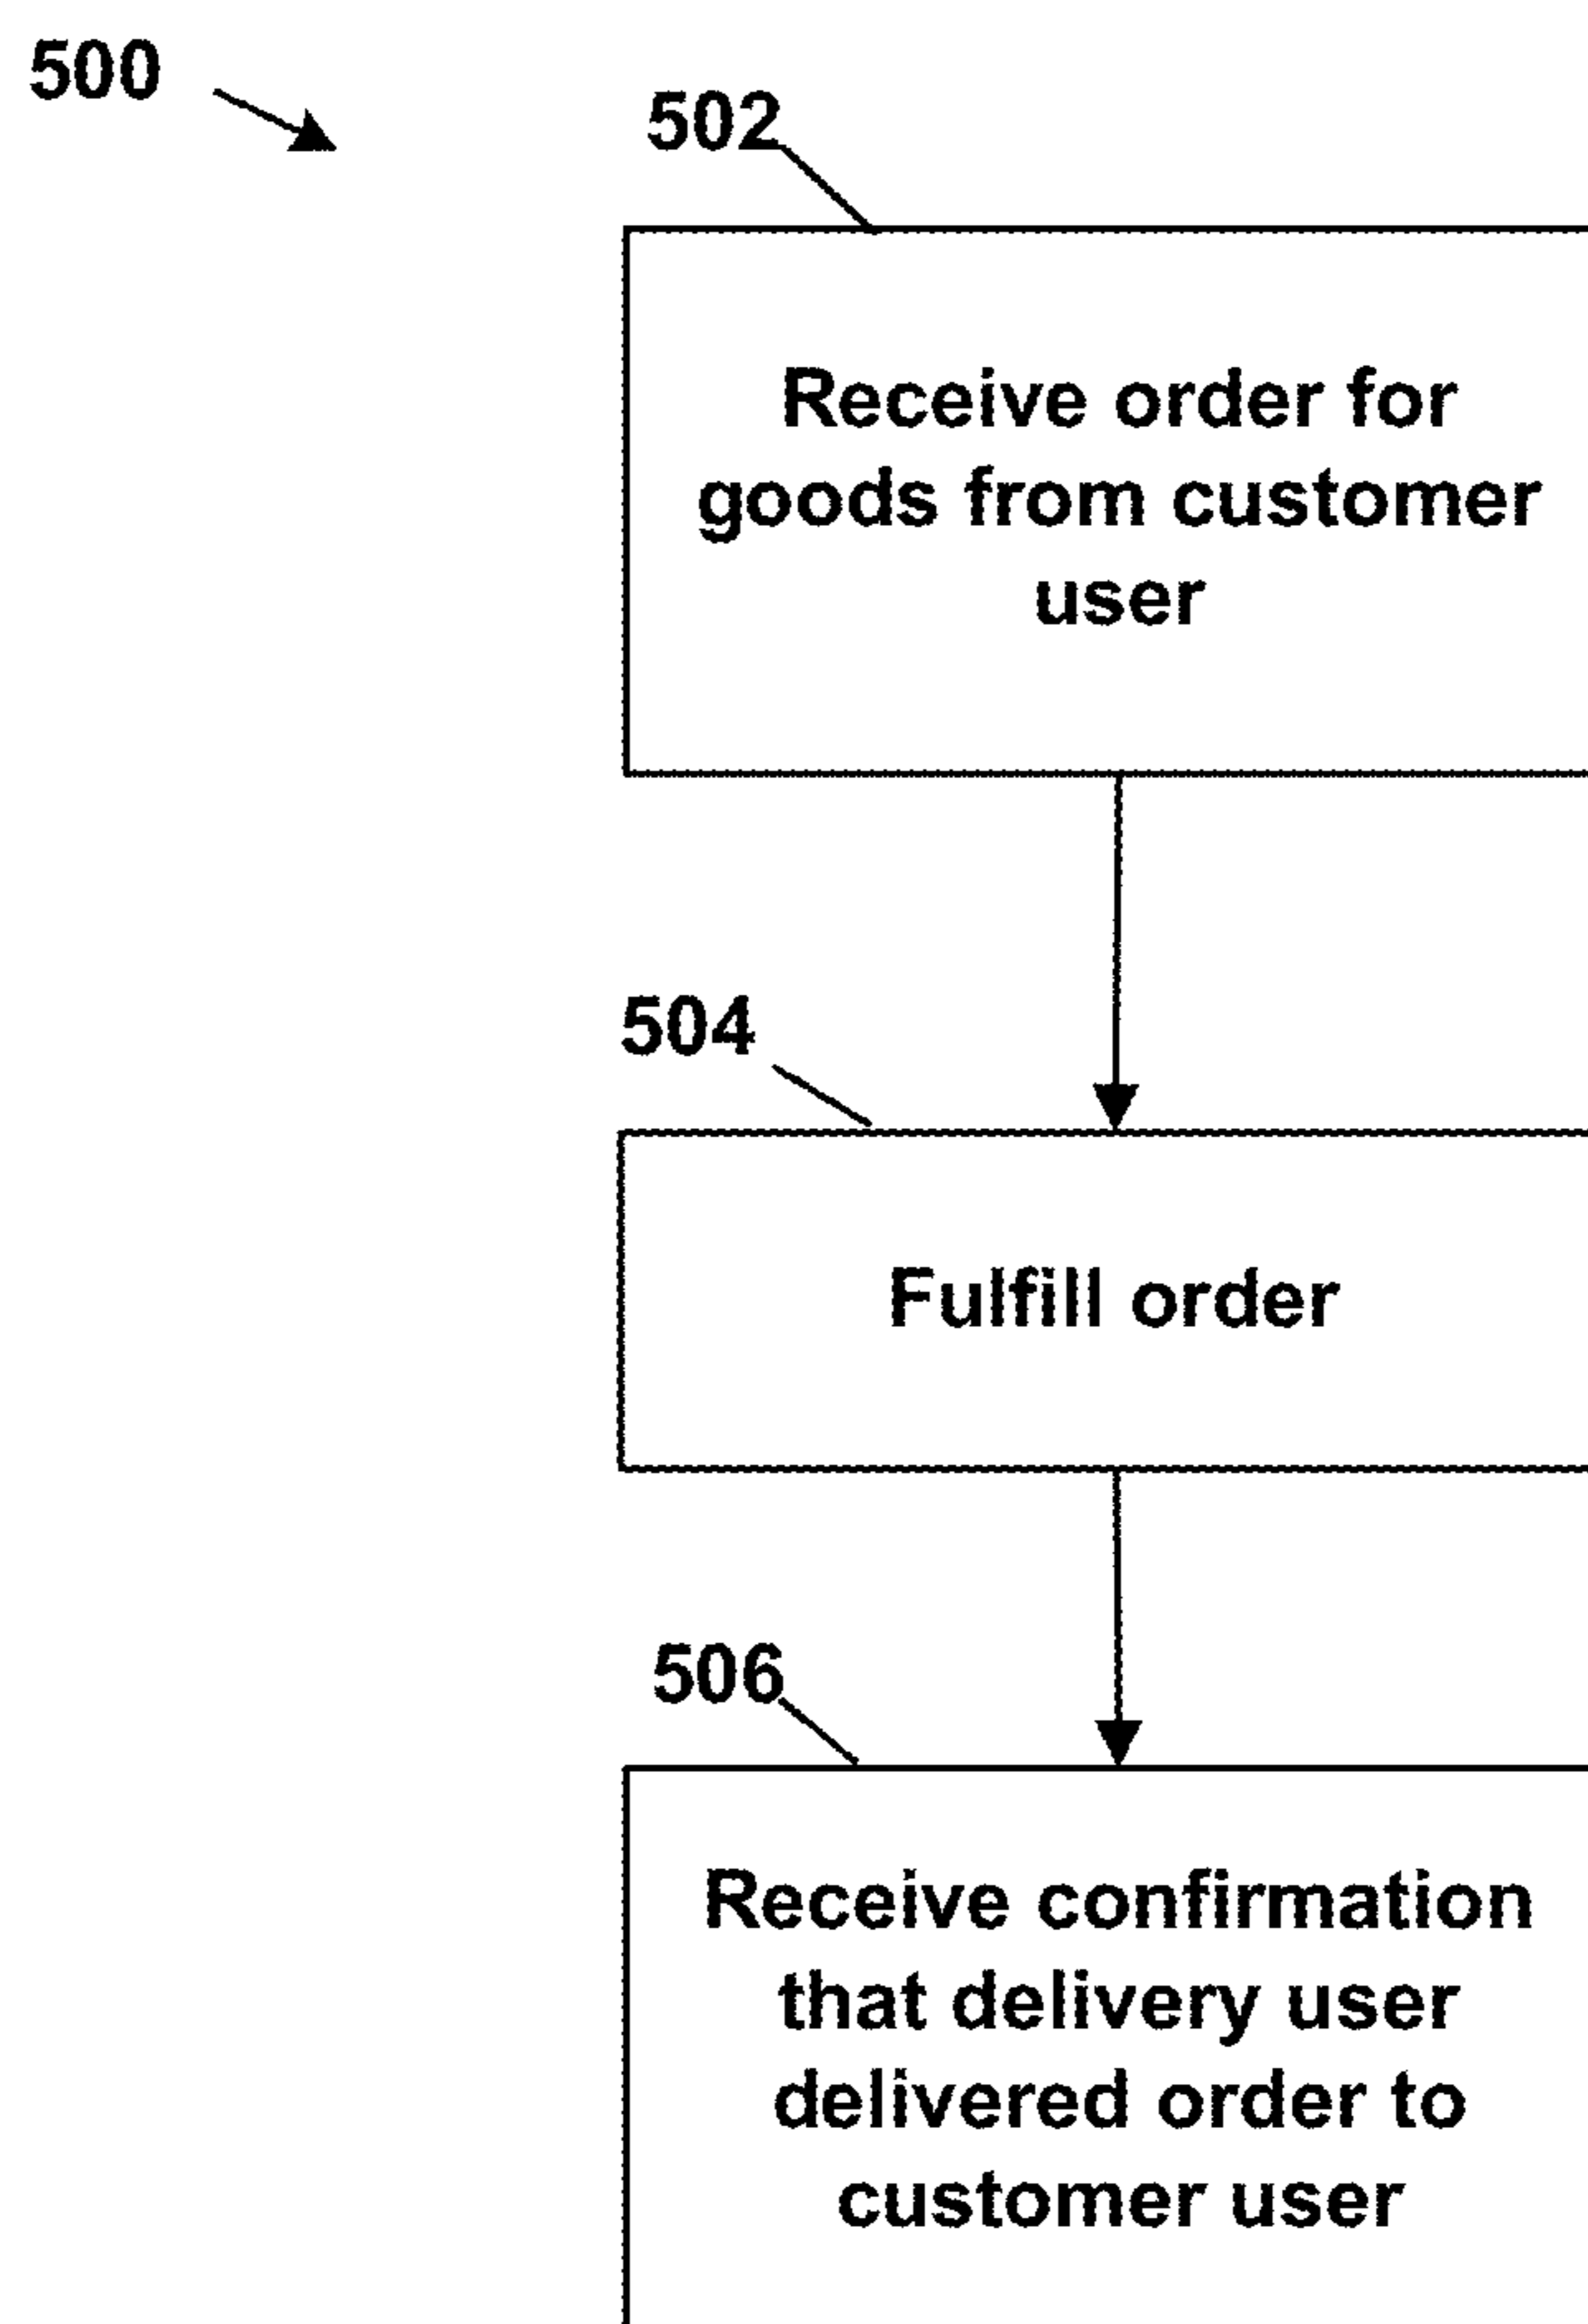 500
502
Receive order for
goods from customer
user
504
Fulfill order
506
Receive confirmation
that delivery user
delivered order to
customer user